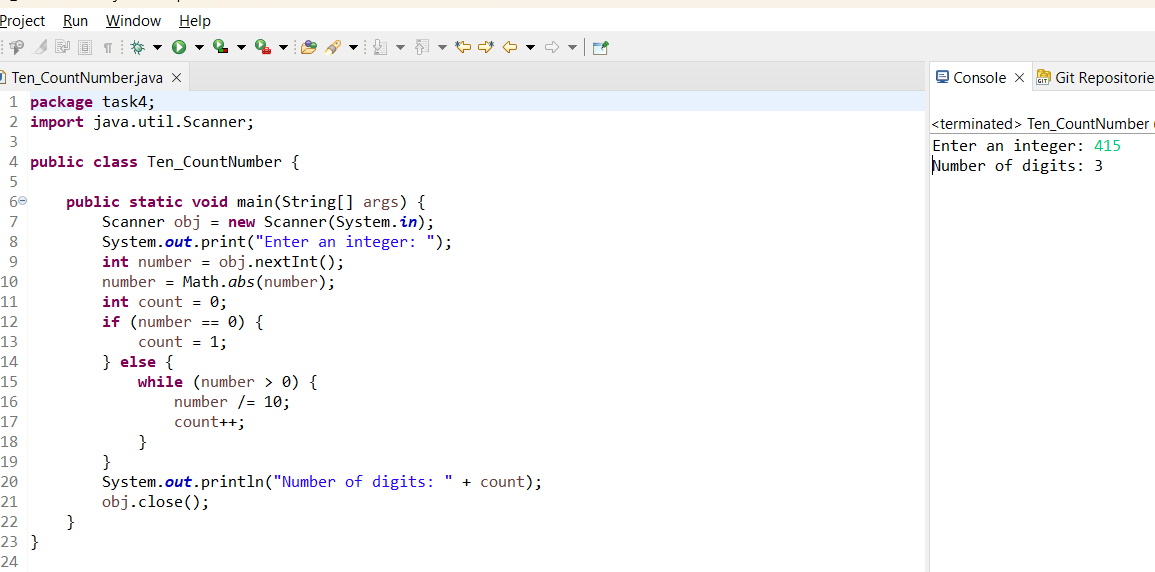 Project Run Window Help
Ten_CountNumber.java
1 package task4;
2 import java.util.Scanner;
3
4 public class Ten_CountNumber {
5
6 public static void main(String[] args) {
7 Scanner obj = new Scanner(System.in);
8 System.out.print("Enter an integer: ");
9 int number = obj.nextInt();
10 number = Math.abs(number);
11 int count = 0;
12 if (number == 0) {
13 count = 1;
14 } else {
15 while (number > 0) {
16 number /= 10;
17 count++;
18 }
19 }
20 System.out.println("Number of digits: " + count);
21 obj.close();
22 }
23 }
24
Console Git Repositorie
<terminated> Ten_CountNumber
Enter an integer: 415
Number of digits: 3